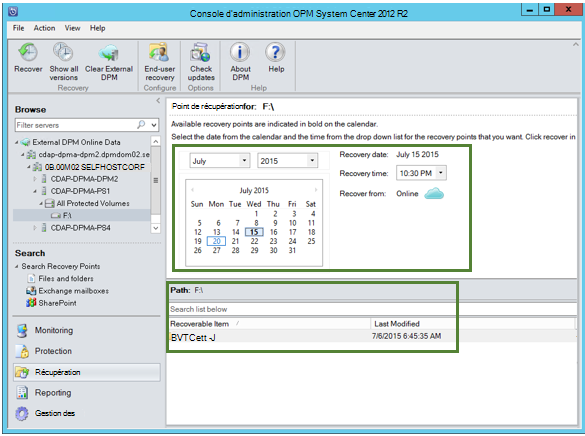 Console d'administration OPM System Center 2012 R2
File Action View Help
Recover Show all versions Clear External DPM End-user recovery Check updates About DPM Help
Recovery Configure Options Help
Browse
Filter servers
External DPM Online Data
cdap-dpma-dpm2.dpmdom02.se
0B.00M02 SELFHOSTCORF
CDAP-DPMA-DPM2
CDAP-DPMA-PS1
All Protected Volumes
F:\
CDAP-DPMA-PS4
Search
Search Recovery Points
Files and folders
Exchange mailboxes
SharePoint
Monitoring
Protection
Récupération
Reporting
Gestion des
Point de récupérationfor: F:\
Available recovery points are indicated in bold on the calendar.
Select the date from the calendar and the time from the drop down list for the recovery points that you want. Click recover in
July 2015
July 2015
Sun Mon Tue Wed Thu Fri Sat
1 2 3 4
5 6 7 8 9 10 11
12 13 14 15 16 17 18
19 20 21 22 23 24 25
26 27 28 29 30 31
Recovery date: July 15 2015
Recovery time: 10:30 PM
Recover from: Online
Path: F:\
Search list below
Recoverable Item / Last Modified
BVTCett -J 7/6/2015 6:45:35 AM